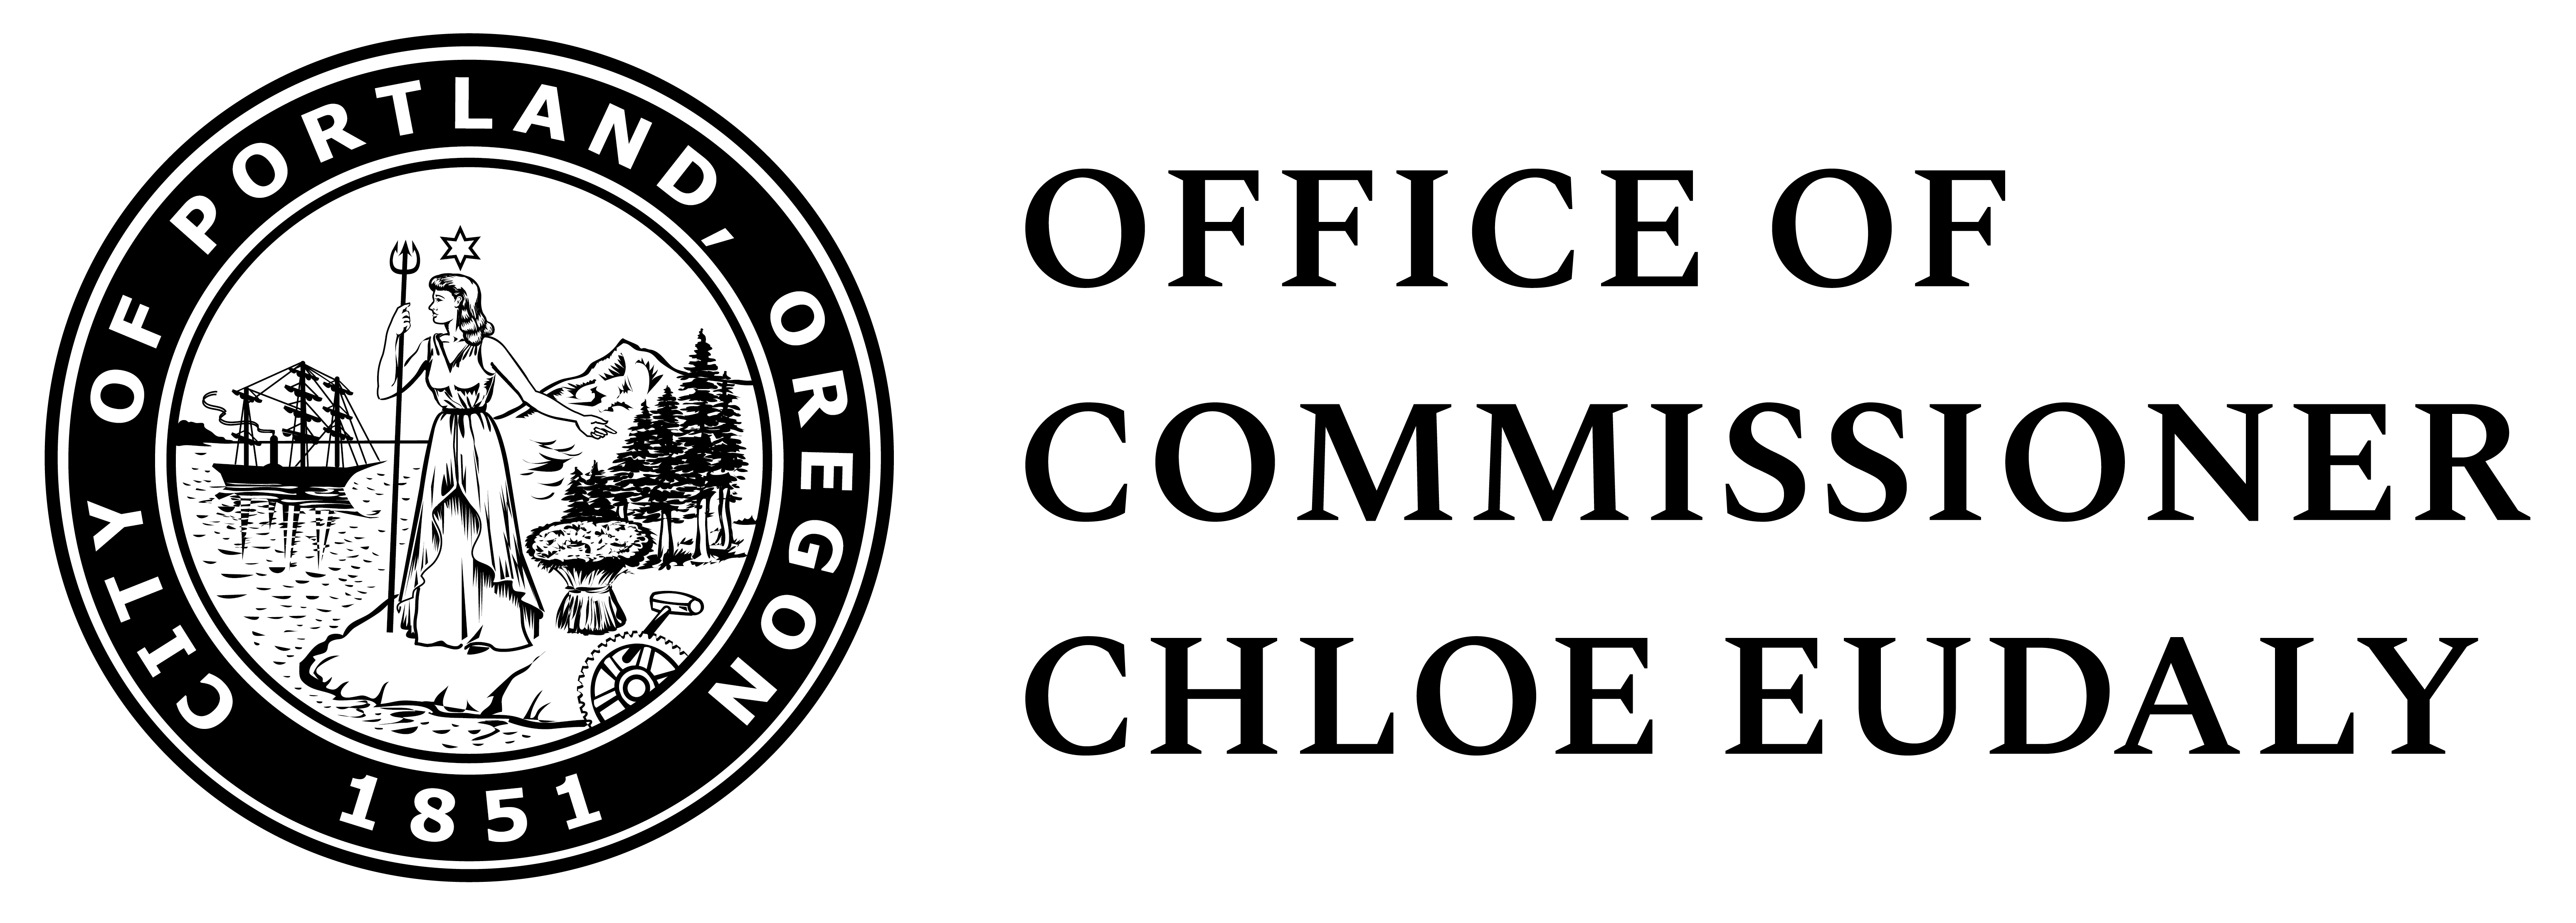 CITY OF PORTLAND, OREGON
1851
OFFICE OF
COMMISSIONER
CHLOE EUDALY